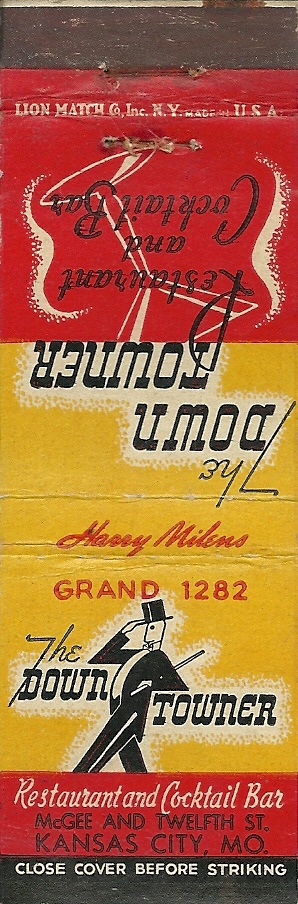 LION MATCH Co., Inc. N.Y. MADE IN U.S.A.
The
DOWN
TOWNER
Restaurant
and
Cocktail Bar
Harry Milens
GRAND 1282
The
DOWN
TOWNER
Restaurant and Cocktail Bar
McGEE AND TWELFTH ST.
KANSAS CITY, MO.
CLOSE COVER BEFORE STRIKING